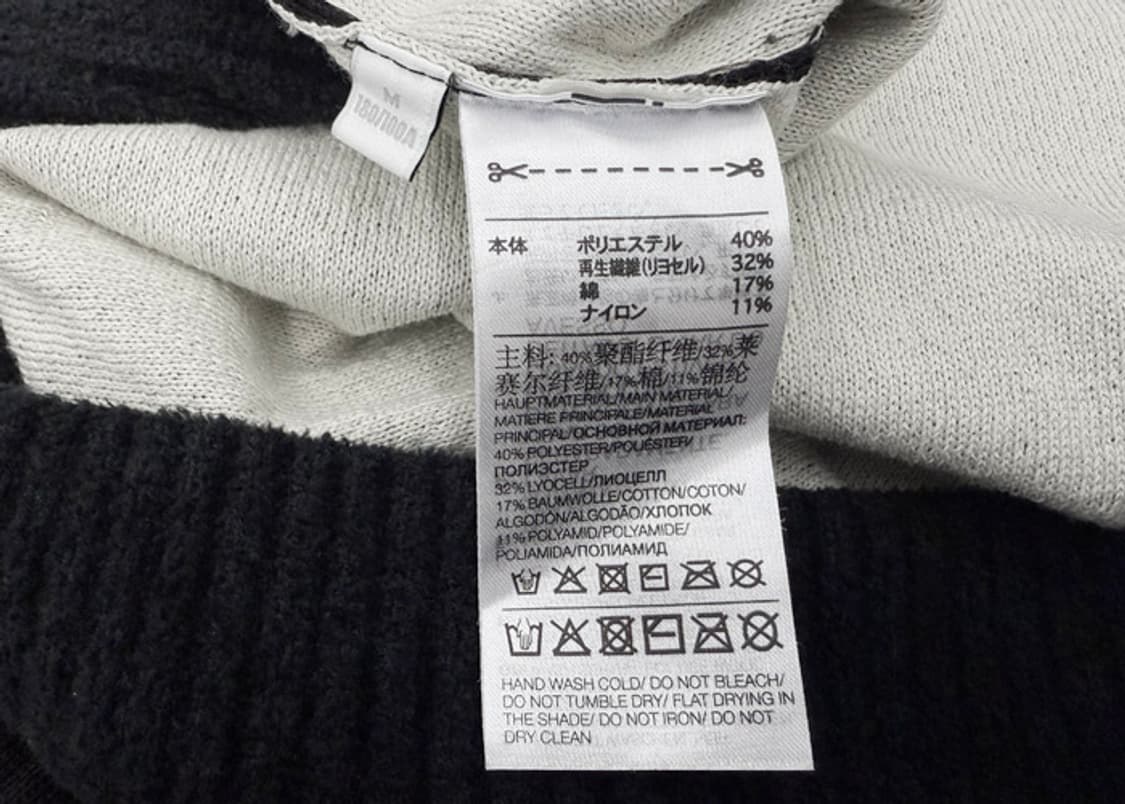 本体 ポリエステル 40%
再生繊維(リヨセル) 32%
綿 17%
ナイロン 11%
主料: 40%聚酯纤维/32%莱
赛尔纤维/17%棉/11%锦纶
HAUPTMATERIAL/MAIN MATERIAL/
MATIERE PRINCIPALE/MATERIAL
PRINCIPAL/ОСНОВНОЙ МАТЕРИАЛ:
40% POLYESTER/POLIÉSTER/
ПОЛИЭСТЕР
32% LYOCELL/ЛИОЦЕЛЛ
17% BAUMWOLLE/COTTON/COTON/
ALGODÓN/ALGODÃO/ХЛОПОК
11% POLYAMID/POLYAMIDE/
POLIAMIDA/ПОЛИАМИД
HAND WASH COLD/ DO NOT BLEACH/
DO NOT TUMBLE DRY/ FLAT DRYING IN
THE SHADE/ DO NOT IRON/ DO NOT
DRY CLEAN